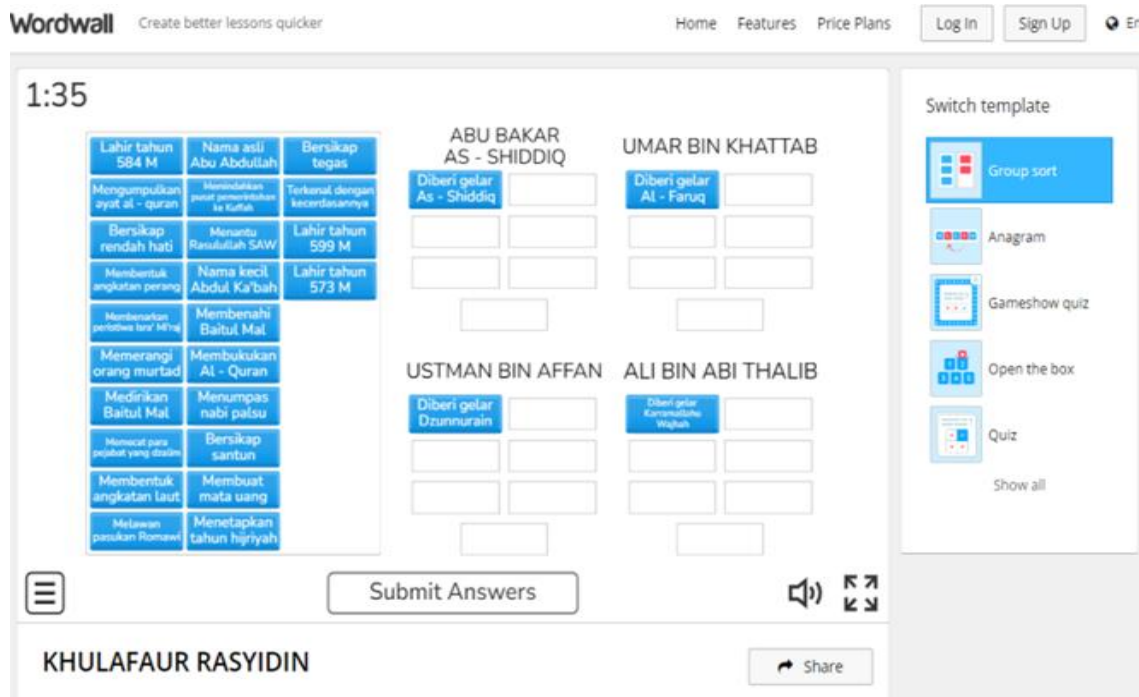 Wordwall
Create better lessons quicker
Home Features Price Plans
Log In
Sign Up
1:35
Lahir tahun
584 M
Nama asli
Abu Abdullah
Bersikap
tegas
Mengumpulkan
ayat al - quran
Memindahkan
pusat pemerintahan
ke Kuffah
Terkenal dengan
kecerdasannya
Bersikap
rendah hati
Menantu
Rasulullah SAW
Lahir tahun
599 M
Membentuk
angkatan perang
Nama kecil
Abdul Ka'bah
Lahir tahun
573 M
Membenarkan
peristiwa Isra' Mi'raj
Membenahi
Baitul Mal
Memerangi
orang murtad
Membukukan
Al - Quran
Medirikan
Baitul Mal
Menumpas
nabi palsu
Memecat para
pejabat yang dzalim
Bersikap
santun
Membentuk
angkatan laut
Membuat
mata uang
Melawan
pasukan Romawi
Menetapkan
tahun hijriyah
ABU BAKAR
AS - SHIDDIQ
Diberi gelar
As - Shiddiq
UMAR BIN KHATTAB
Diberi gelar
Al - Faruq
USTMAN BIN AFFAN
Diberi gelar
Dzunnurain
ALI BIN ABI THALIB
Diberi gelar
Karramallahu
Wajhah
Submit Answers
KHULAFAUR RASYIDIN
Share
Switch template
Group sort
Anagram
Gameshow quiz
Open the box
Quiz
Show all